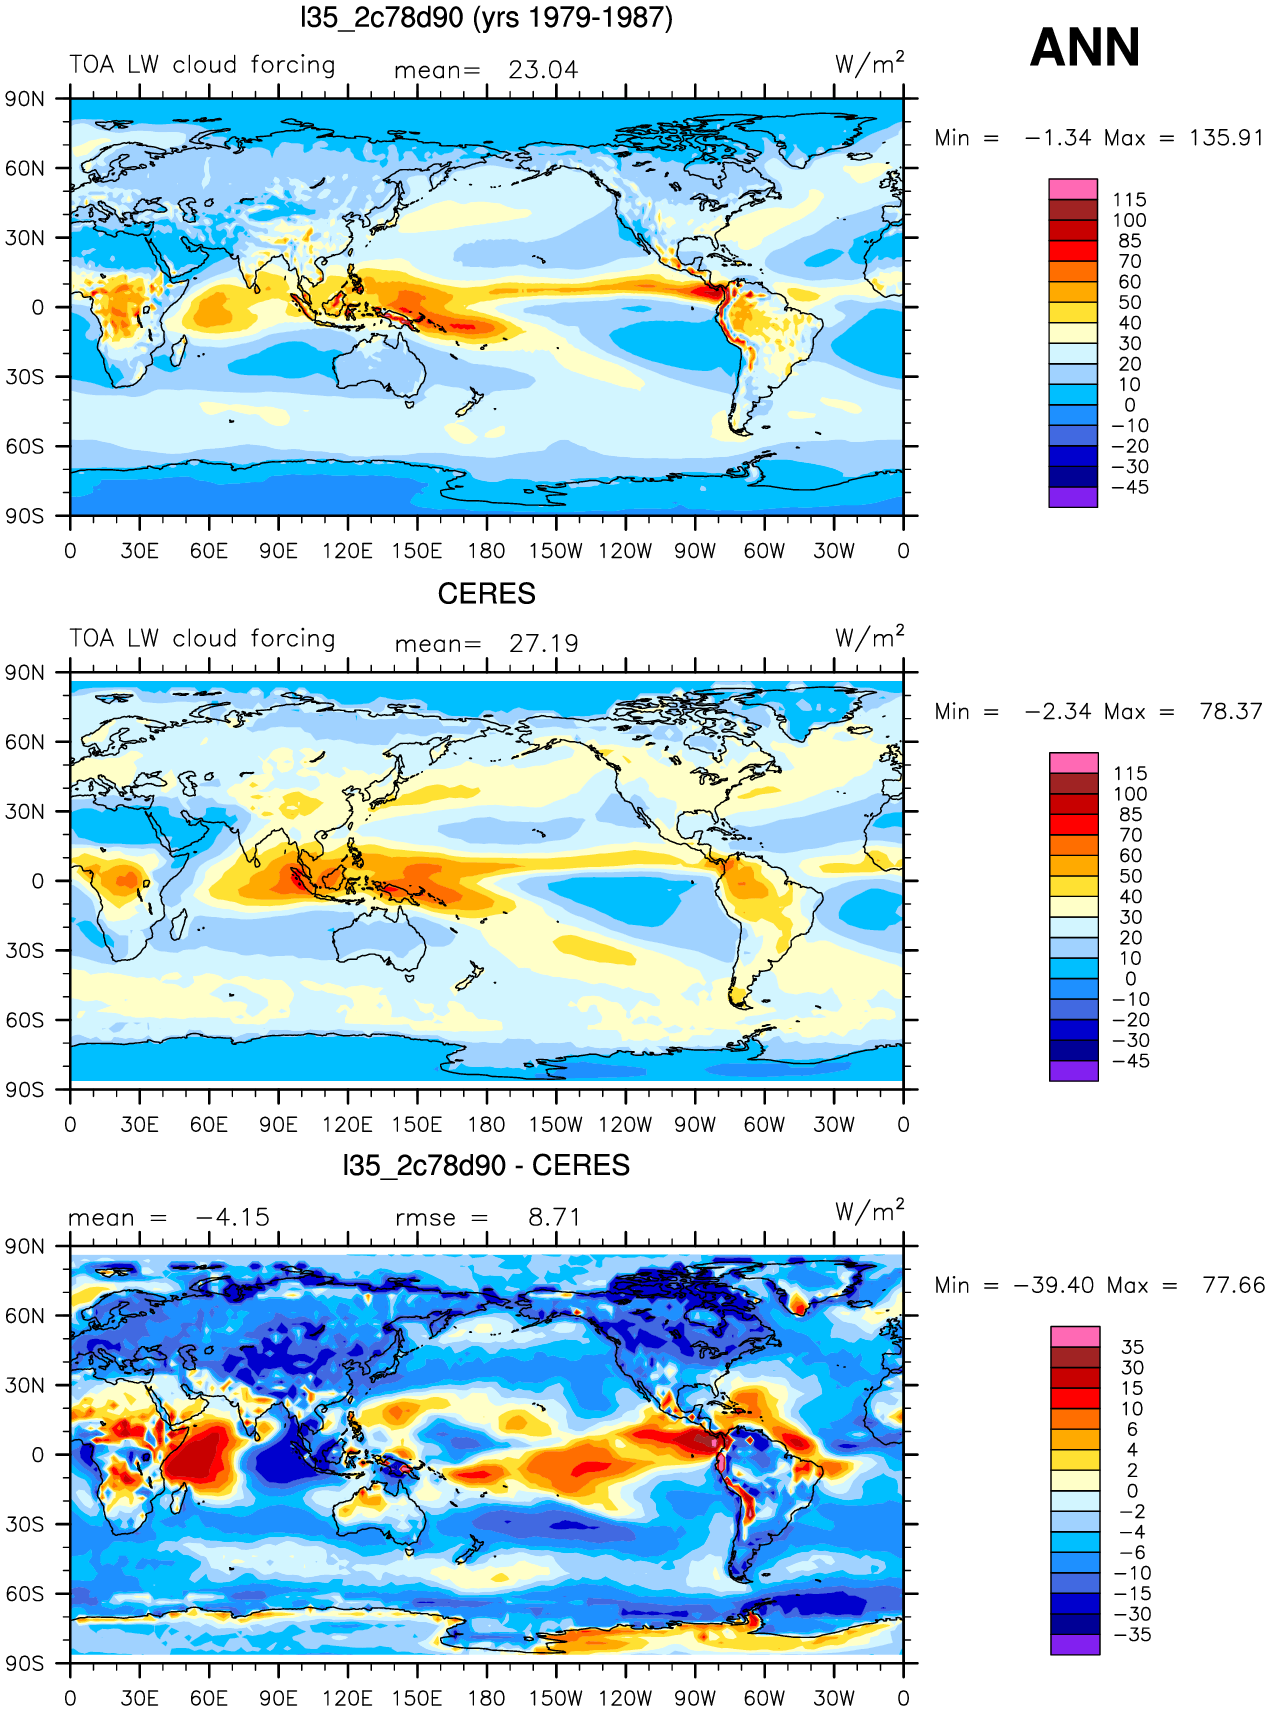 l35_2c78d90 (yrs 1979-1987)
ANN
TOA LW cloud forcing mean= 23.04 W/m²
Min = −1.34 Max = 135.91
90N
60N
30N
0
30S
60S
90S
0 30E 60E 90E 120E 150E 180 150W 120W 90W 60W 30W 0
115
100
85
70
60
50
40
30
20
10
0
−10
−20
−30
−45
CERES
TOA LW cloud forcing mean= 27.19 W/m²
Min = −2.34 Max = 78.37
90N
60N
30N
0
30S
60S
90S
0 30E 60E 90E 120E 150E 180 150W 120W 90W 60W 30W 0
115
100
85
70
60
50
40
30
20
10
0
−10
−20
−30
−45
l35_2c78d90 - CERES
mean = −4.15 rmse = 8.71 W/m²
Min = −39.40 Max = 77.66
90N
60N
30N
0
30S
60S
90S
0 30E 60E 90E 120E 150E 180 150W 120W 90W 60W 30W 0
35
30
15
10
6
4
2
0
−2
−4
−6
−10
−15
−30
−35